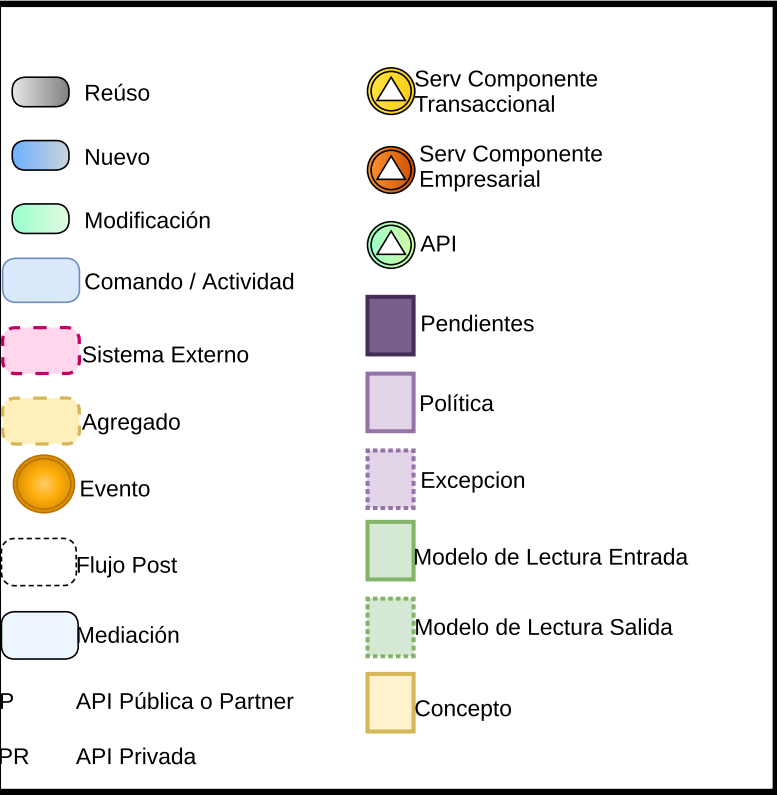 Reúso
Nuevo
Modificación
Comando / Actividad
Sistema Externo
Agregado
Evento
Flujo Post
Mediación
P API Pública o Partner
PR API Privada
Serv Componente
Transaccional
Serv Componente
Empresarial
API
Pendientes
Política
Excepcion
Modelo de Lectura Entrada
Modelo de Lectura Salida
Concepto